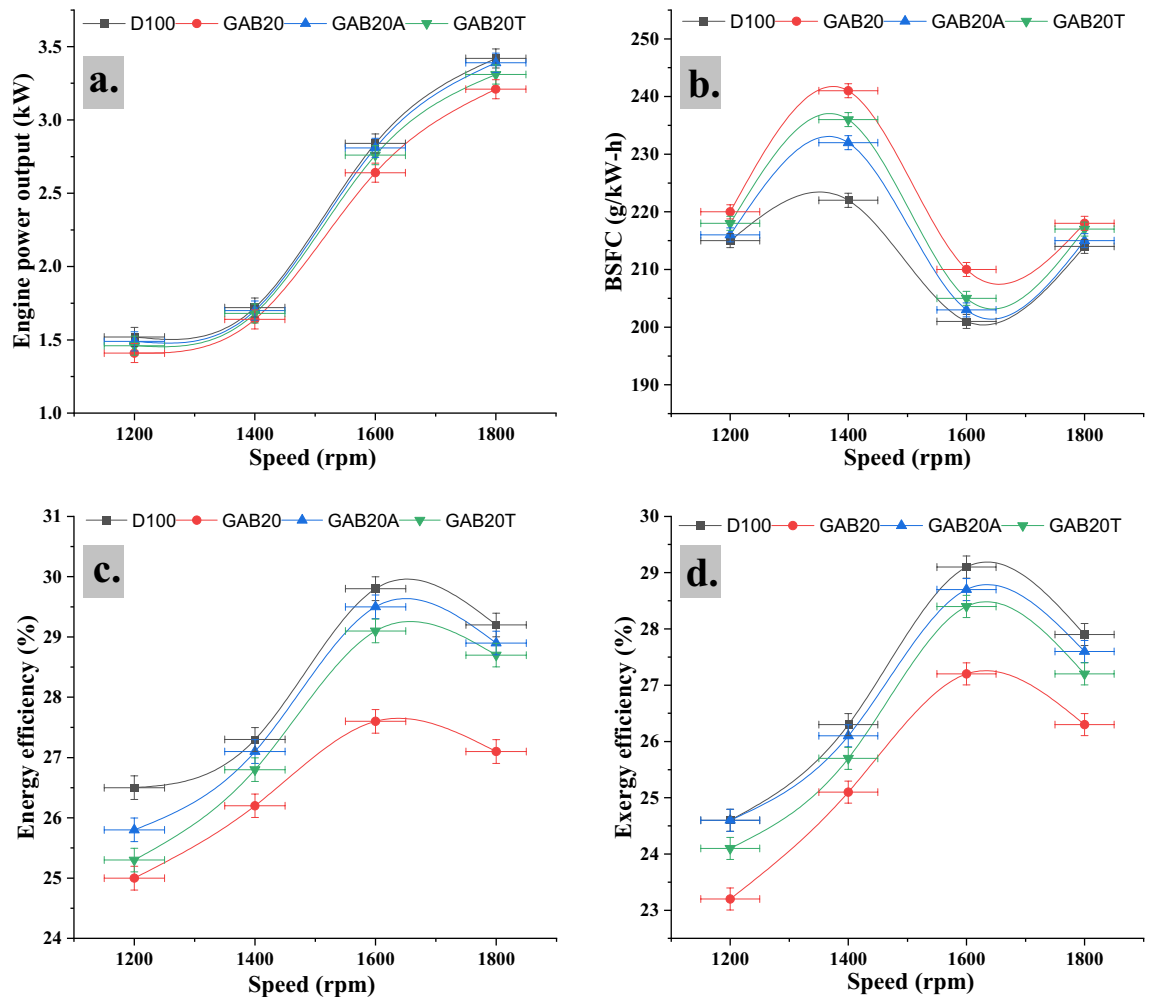 D100 GAB20 GAB20A GAB20T
a.
Engine power output (kW)
3.5
3.0
2.5
2.0
1.5
1.0
1200 1400 1600 1800
Speed (rpm)
D100 GAB20 GAB20A GAB20T
b.
BSFC (g/kW-h)
250
240
230
220
210
200
190
1200 1400 1600 1800
Speed (rpm)
D100 GAB20 GAB20A GAB20T
c.
Energy efficiency (%)
31
30
29
28
27
26
25
24
1200 1400 1600 1800
Speed (rpm)
D100 GAB20 GAB20A GAB20T
d.
Exergy efficiency (%)
30
29
28
27
26
25
24
23
1200 1400 1600 1800
Speed (rpm)